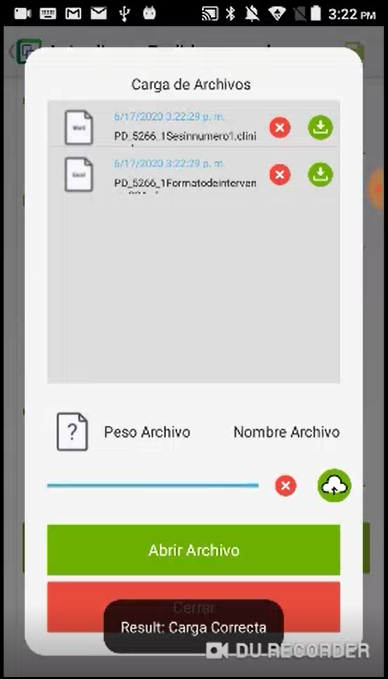 3:22 PM
Carga de Archivos
6/17/2020 3:22:29 p. m.
PD_5266_1Sesinnumero1.clini
Word
6/17/2020 3:22:29 p. m.
PD_5266_1Formatodeinterven
Excel
?
Peso Archivo
Nombre Archivo
Abrir Archivo
Cerrar
Result: Carga Correcta
DU RECORDER